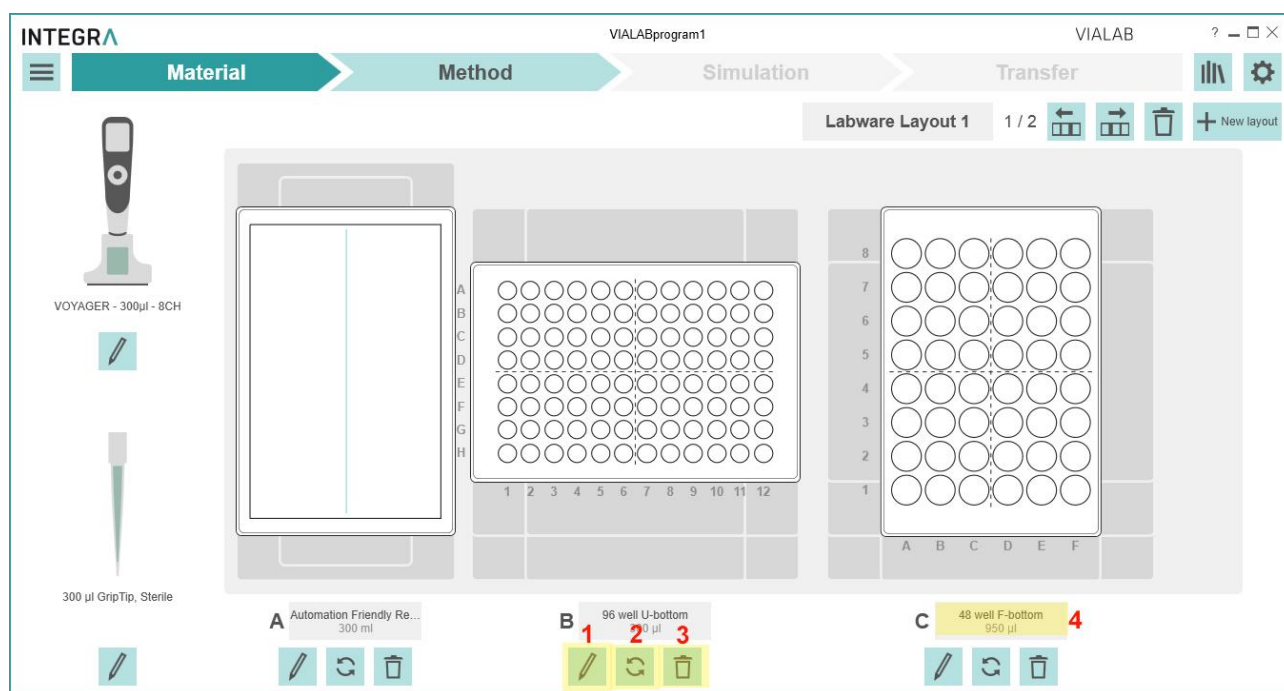 INTEGRA
VIALABprogram1
VIALAB
?
Material
Method
Simulation
Transfer
Labware Layout 1
1 / 2
New layout
VOYAGER - 300µl - 8CH
300 µl GripTip, Sterile
A
B
C
D
E
F
G
H
1 2 3 4 5 6 7 8 9 10 11 12
8
7
6
5
4
3
2
1
A B C D E F
A
Automation Friendly Re...
300 ml
B
96 well U-bottom
µl
1 2 3
C
48 well F-bottom
950 µl
4